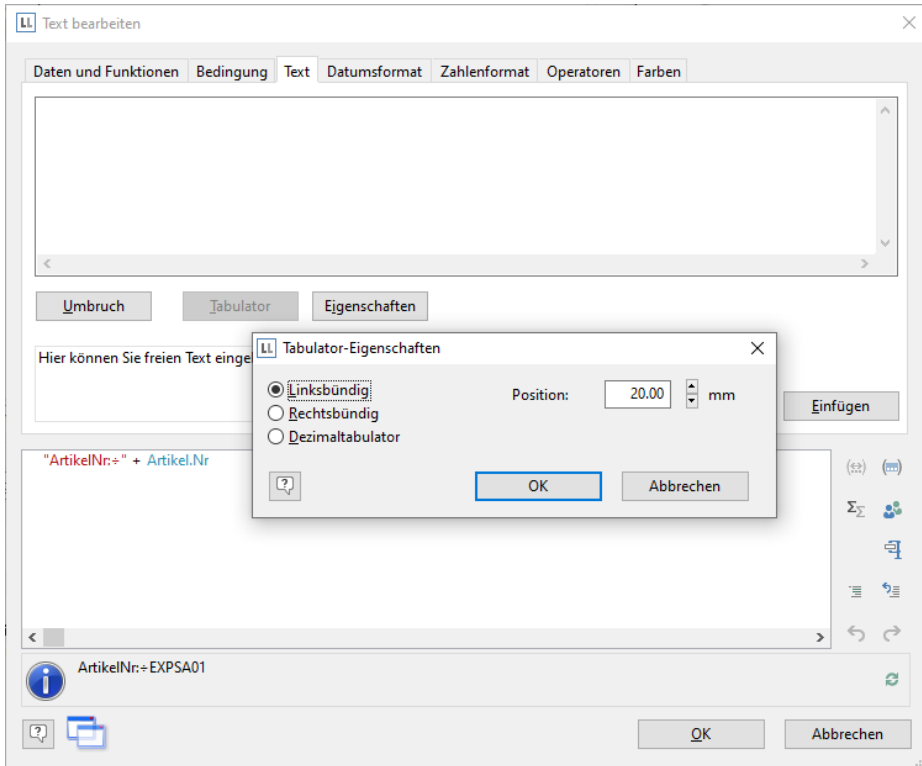 LL Text bearbeiten
Daten und Funktionen Bedingung Text Datumsformat Zahlenformat Operatoren Farben
Umbruch Tabulator Eigenschaften
Hier können Sie freien Text
LL Tabulator-Eigenschaften
Linksbündig
Rechtsbündig
Dezimaltabulator
Position: 20.00 mm
OK Abbrechen
Einfügen
"ArtikelNr:÷" + Artikel.Nr
ArtikelNr:÷EXPSA01
OK Abbrechen